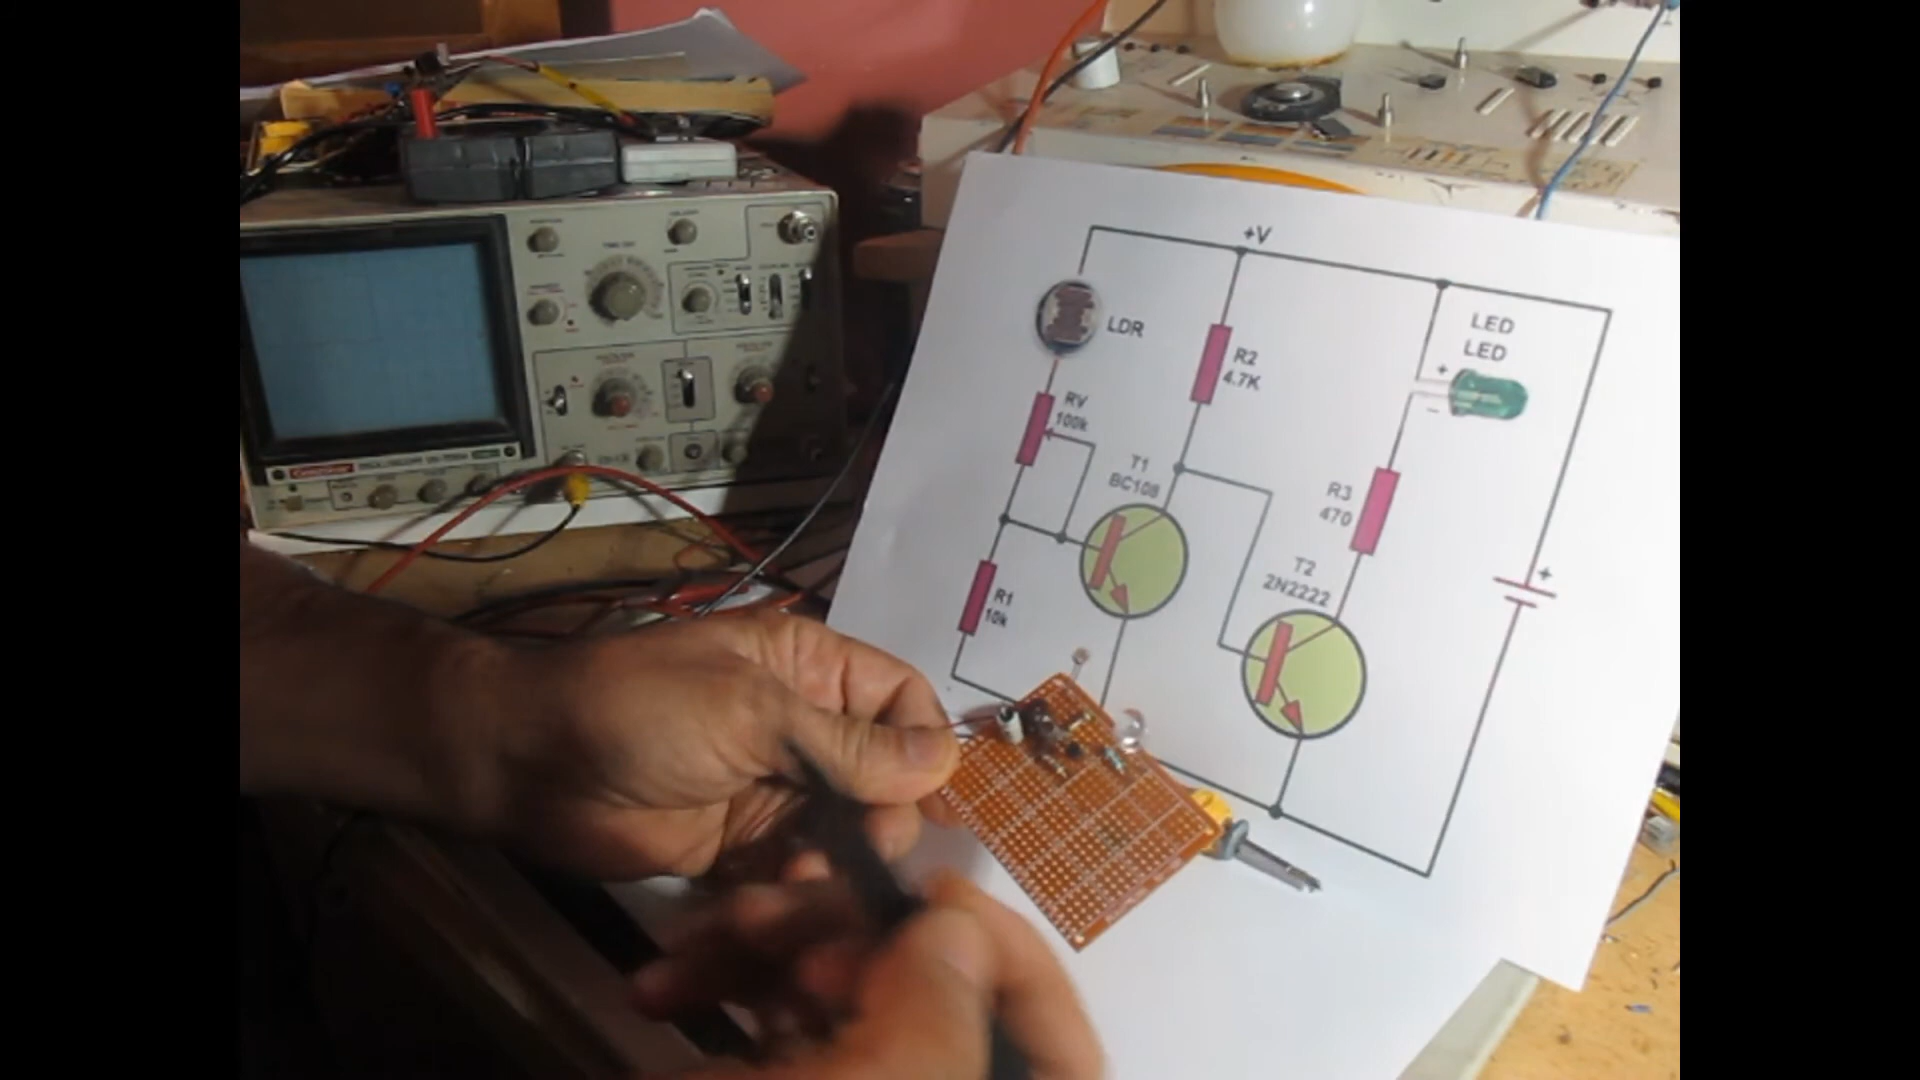 +V
LDR
RV
100k
R2
4.7K
LED
LED
+
−
T1
BC108
R3
470
T2
2N2222
+
R1
10k